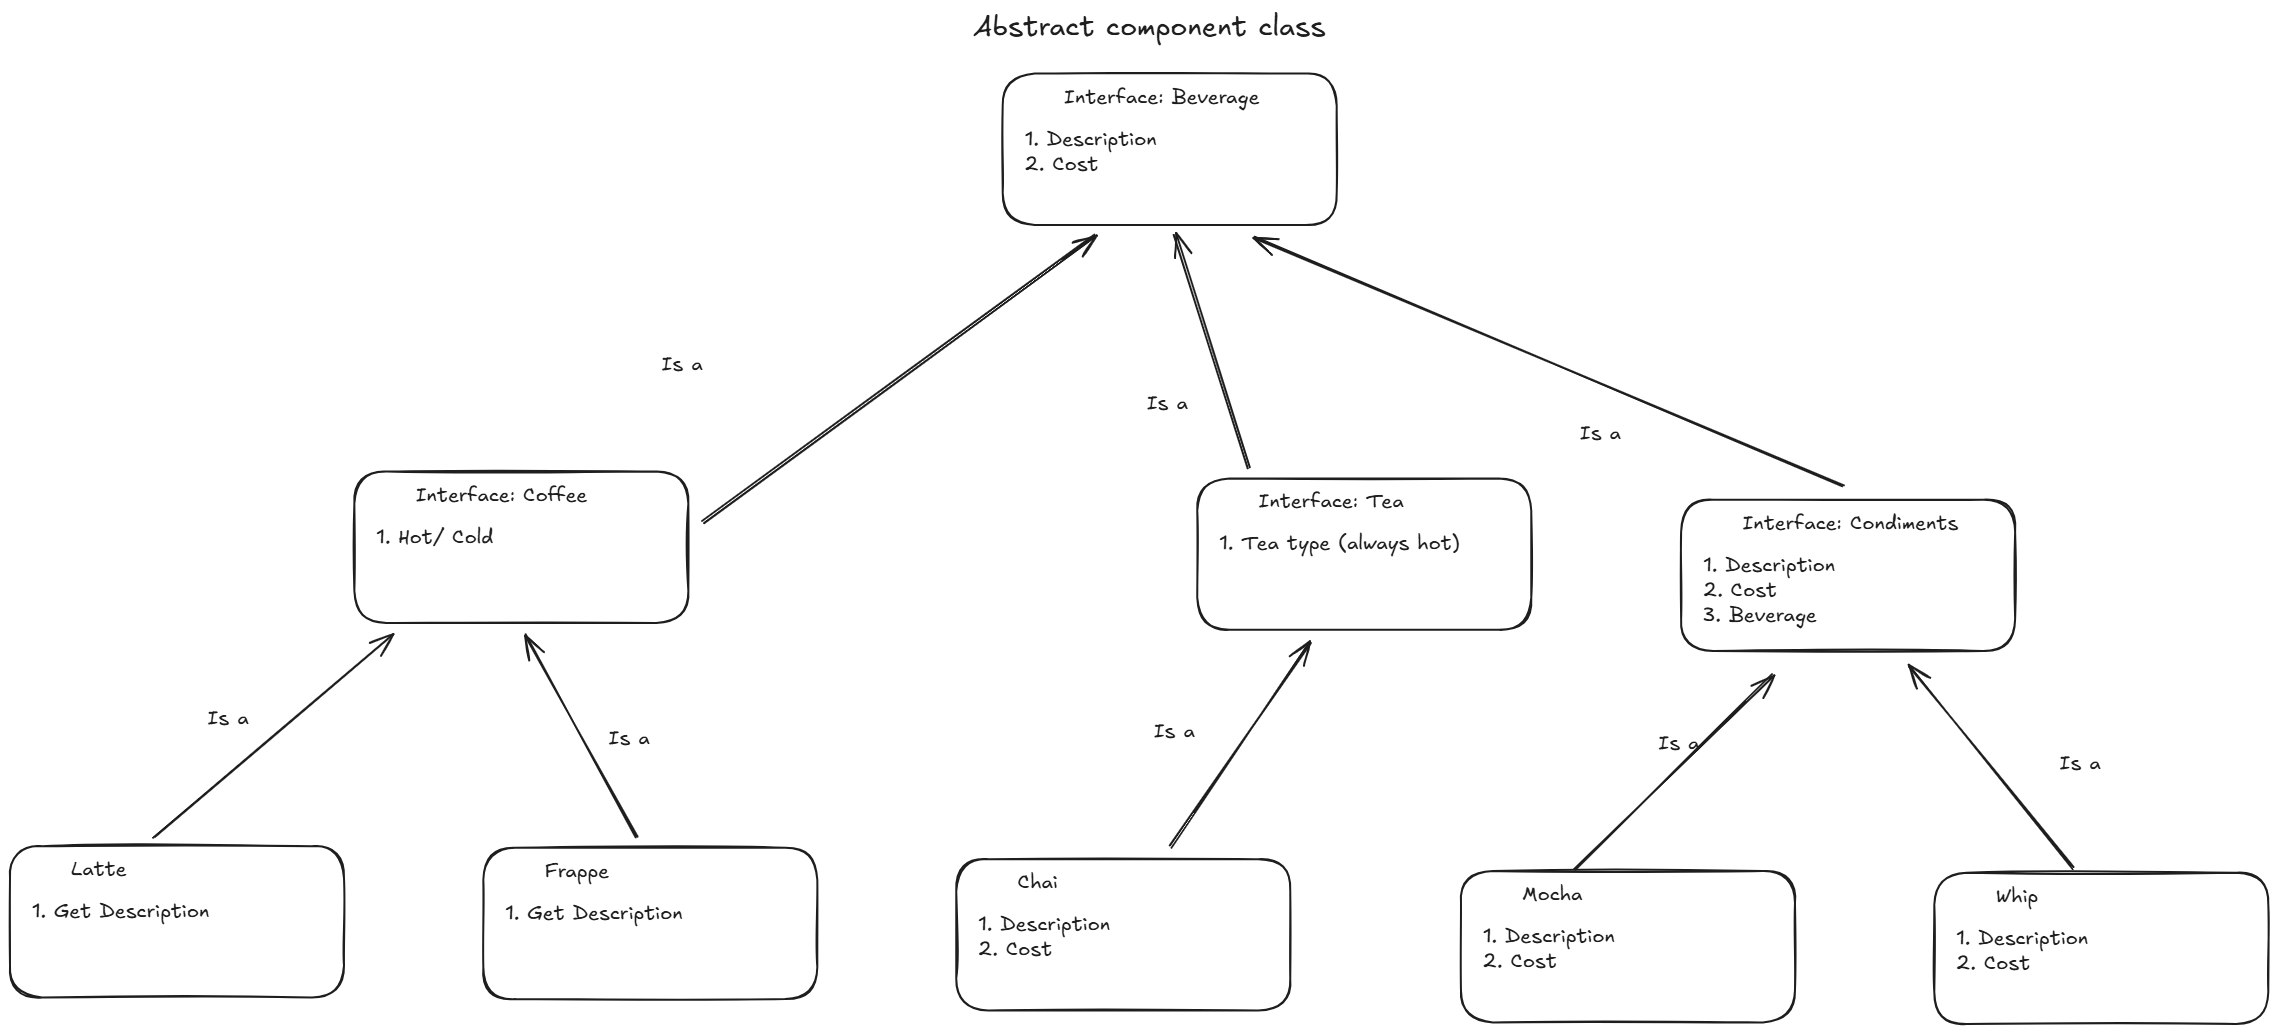 Abstract component class
Interface: Beverage
1. Description
2. Cost
Is a
Is a
Is a
Interface: Coffee
1. Hot/ Cold
Interface: Tea
1. Tea type (always hot)
Interface: Condiments
1. Description
2. Cost
3. Beverage
Is a
Is a
Is a
Is a
Is a
Latte
1. Get Description
Frappe
1. Get Description
Chai
1. Description
2. Cost
Mocha
1. Description
2. Cost
Whip
1. Description
2. Cost